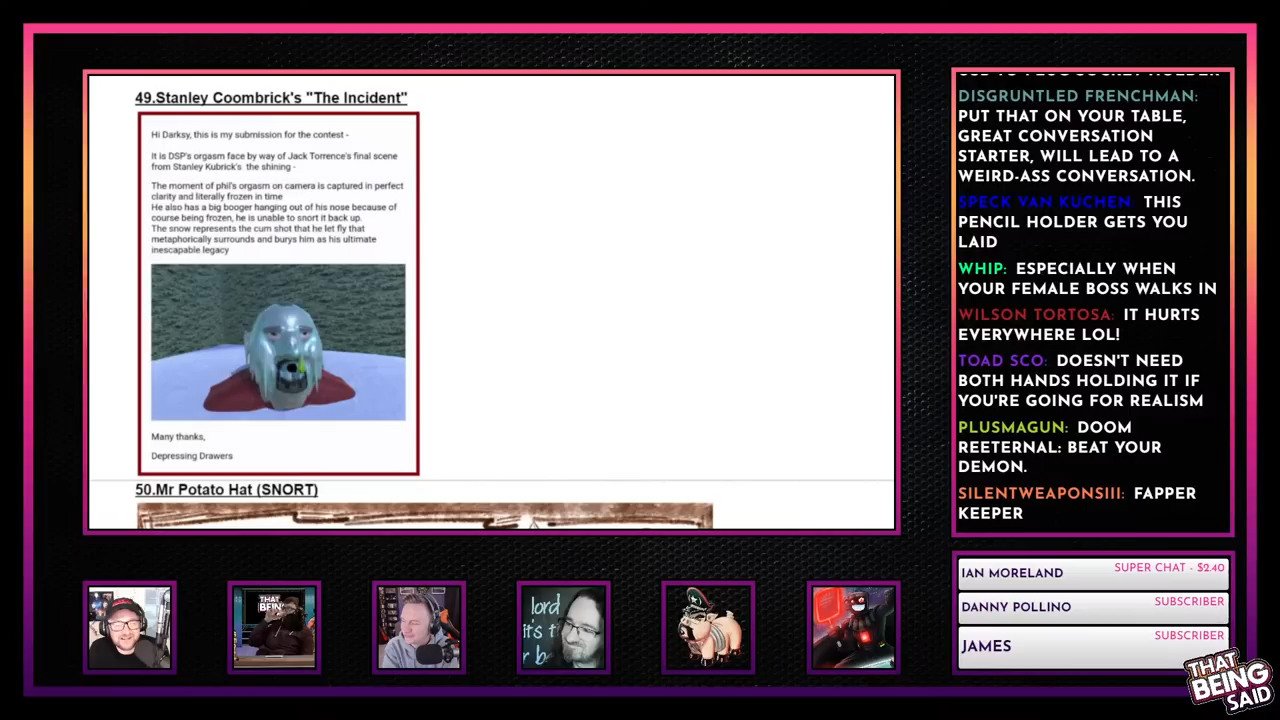 49.Stanley Coombrick's "The Incident"
Hi Darksy, this is my submission for the contest -
It is DSP's orgasm face by way of Jack Torrence's final scene
from Stanley Kubrick's the shining -
The moment of phil's orgasm on camera is captured in perfect
clarity and literally frozen in time
He also has a big booger hanging out of his nose because of
course being frozen, he is unable to snort it back up.
The snow represents the cum shot that he let fly that
metaphorically surrounds and burys him as his ultimate
inescapable legacy
Many thanks,
Depressing Drawers
50.Mr Potato Hat (SNORT)
DISGRUNTLED FRENCHMAN:
PUT THAT ON YOUR TABLE,
GREAT CONVERSATION
STARTER, WILL LEAD TO A
WEIRD-ASS CONVERSATION.
SPECK VAN KUCHEN: THIS
PENCIL HOLDER GETS YOU
LAID
WHIP: ESPECIALLY WHEN
YOUR FEMALE BOSS WALKS IN
WILSON TORTOSA: IT HURTS
EVERYWHERE LOL!
TOAD SCO: DOESN'T NEED
BOTH HANDS HOLDING IT IF
YOU'RE GOING FOR REALISM
PLUSMAGUN: DOOM
REETERNAL: BEAT YOUR
DEMON.
SILENTWEAPONSIII: FAPPER
KEEPER
IAN MORELAND SUPER CHAT - $2.40
DANNY POLLINO SUBSCRIBER
JAMES SUBSCRIBER
THAT
BEIN
lord
it's t
r be
THAT
BEING
SAID